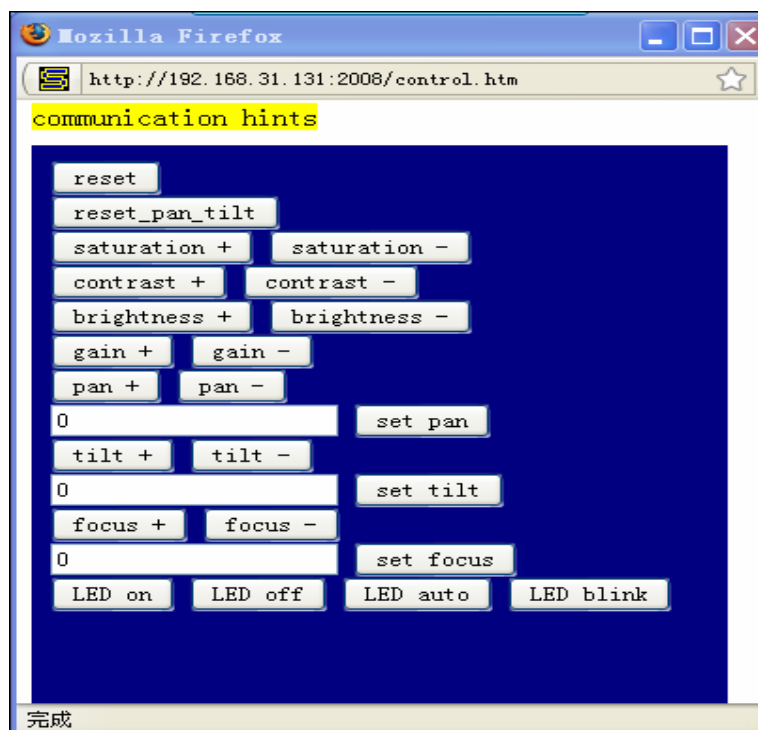 Mozilla Firefox
http://192.168.31.131:2008/control.htm
communication hints
reset
reset_pan_tilt
saturation + saturation -
contrast + contrast -
brightness + brightness -
gain + gain -
pan + pan -
0 set pan
tilt + tilt -
0 set tilt
focus + focus -
0 set focus
LED on LED off LED auto LED blink
完成